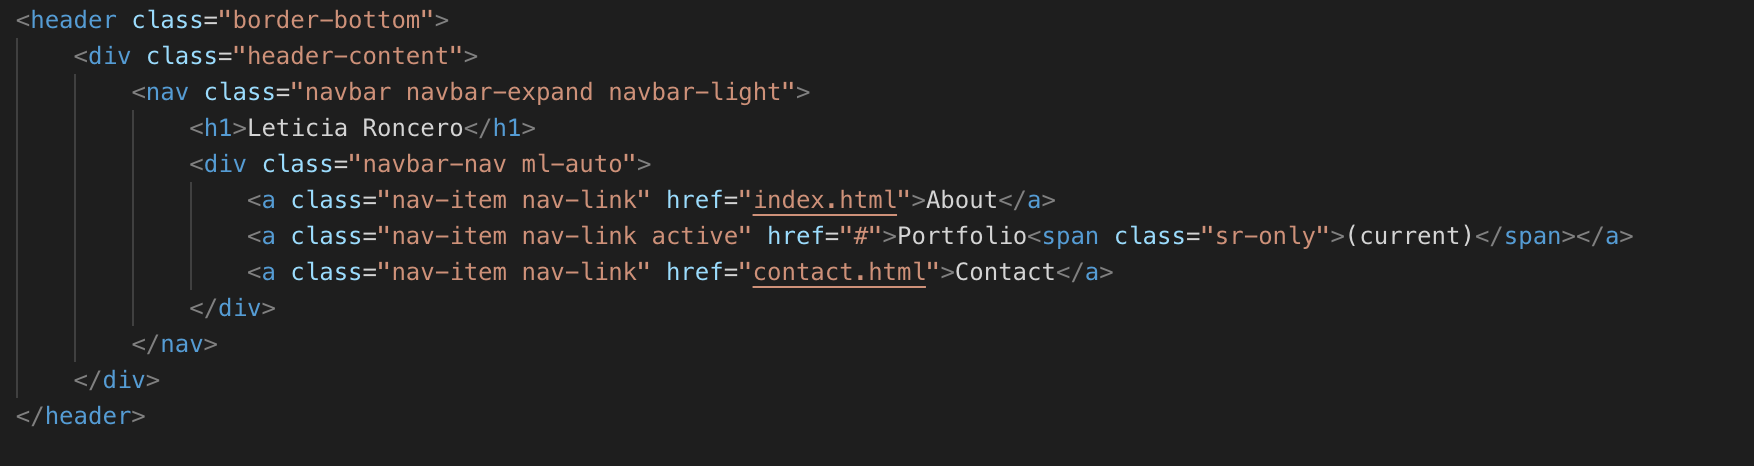 <header class="border-bottom">
    <div class="header-content">
        <nav class="navbar navbar-expand navbar-light">
            <h1>Leticia Roncero</h1>
            <div class="navbar-nav ml-auto">
                <a class="nav-item nav-link" href="index.html">About</a>
                <a class="nav-item nav-link active" href="#">Portfolio<span class="sr-only">(current)</span></a>
                <a class="nav-item nav-link" href="contact.html">Contact</a>
            </div>
        </nav>
    </div>
</header>